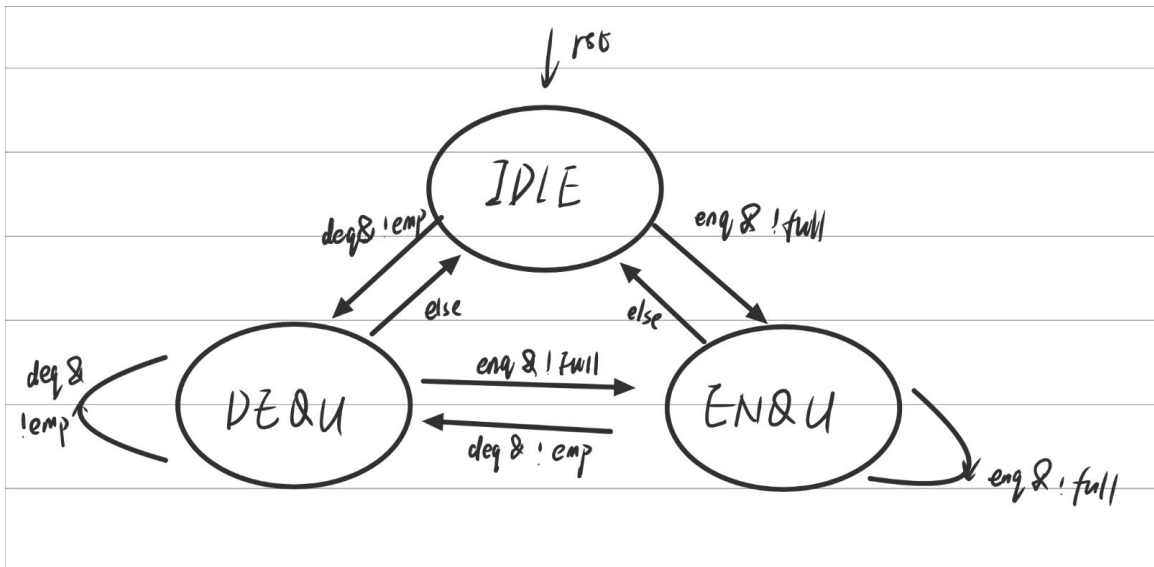 rst
IDLE
deq& !emp
enq & !full
else
else
deq &
!emp
DEQU
enq & !full
deq & !emp
ENQU
enq & !full